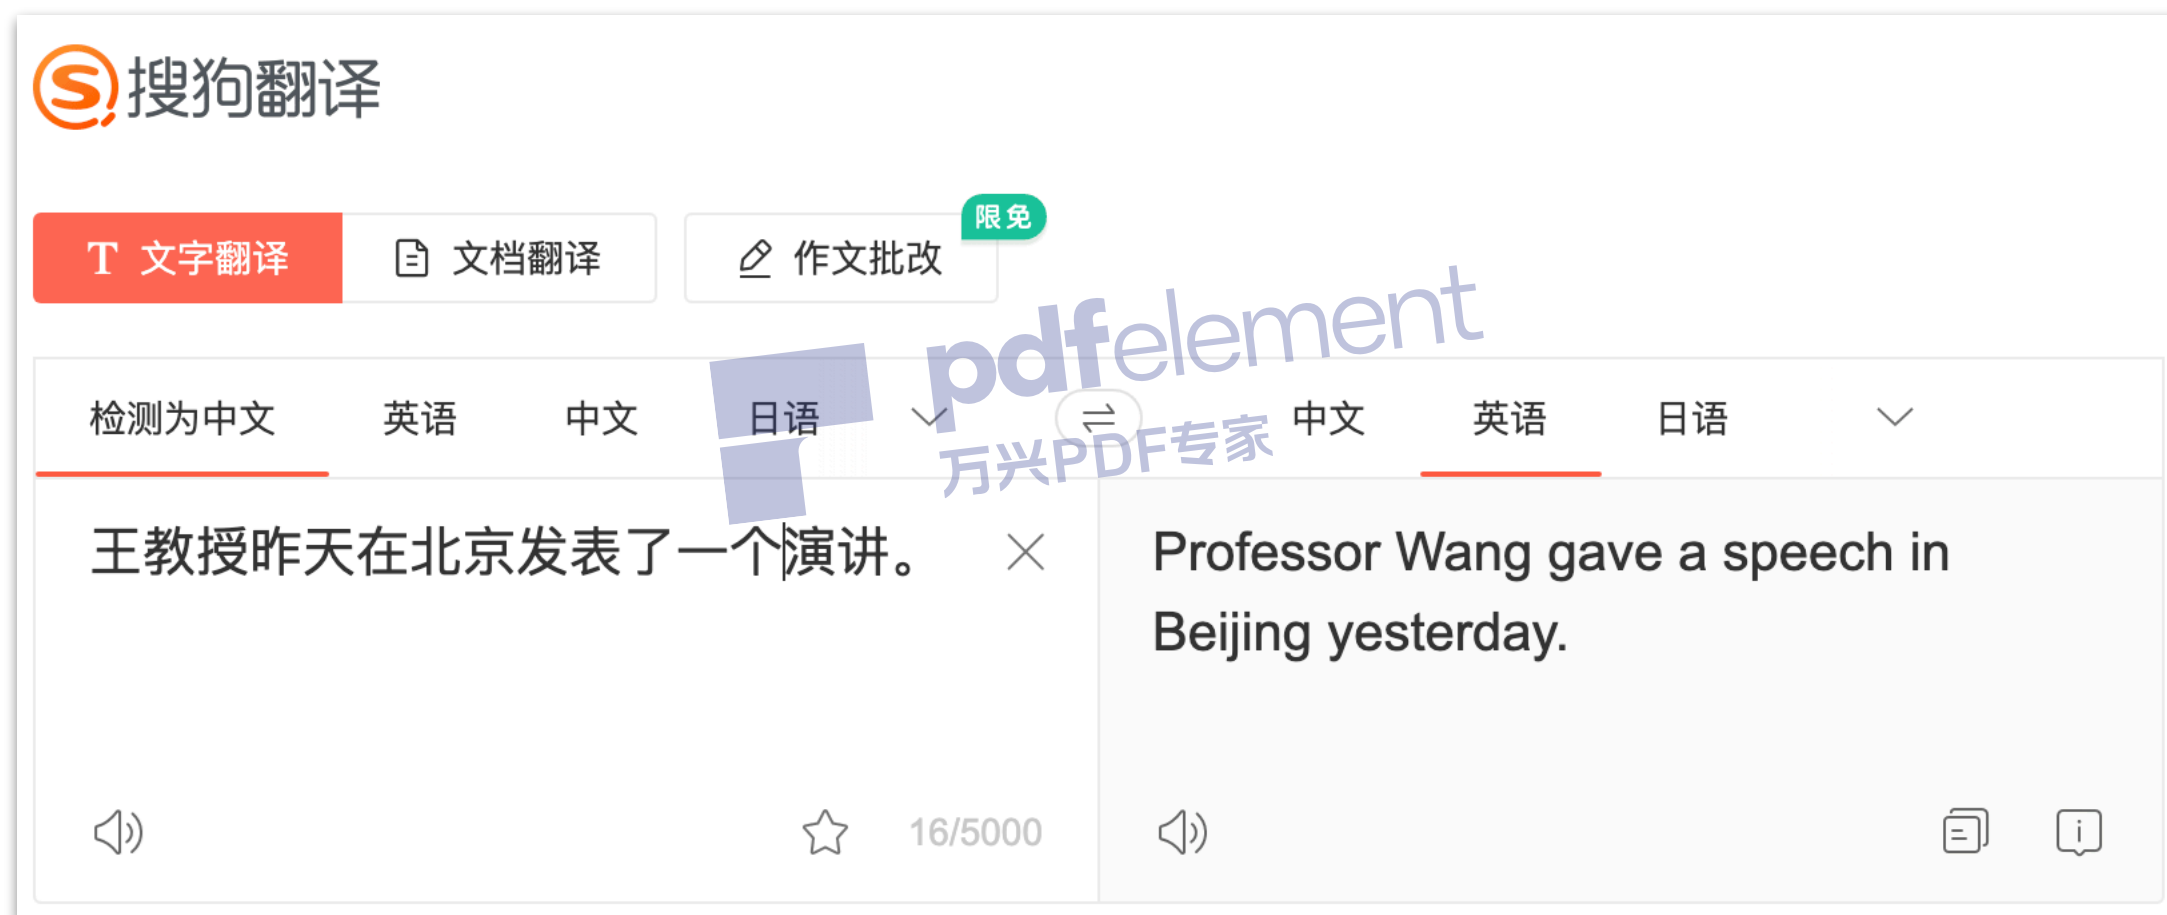 搜狗翻译
限免
T 文字翻译 文档翻译 作文批改
pdfelement
万兴PDF专家
检测为中文 英语 中文 日语 中文 英语 日语
王教授昨天在北京发表了一个演讲。
Professor Wang gave a speech in
Beijing yesterday.
16/5000